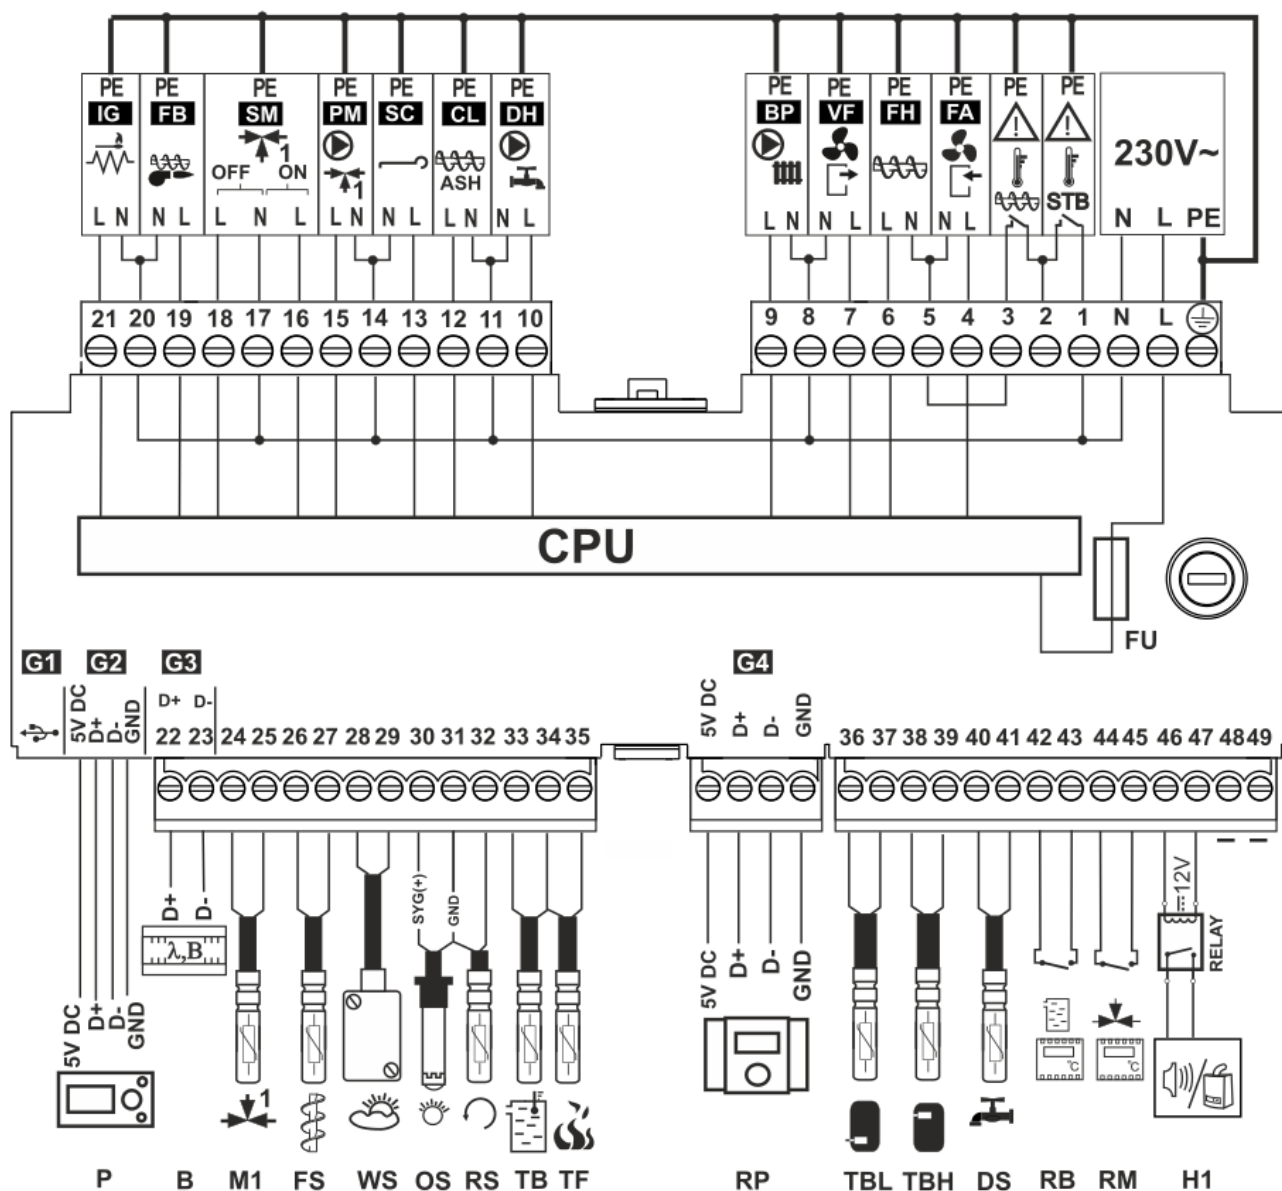 PE PE PE PE PE PE PE PE PE PE PE PE PE
IG FB SM PM SC CL DH BP VF FH FA
230V~
1
OFF ON
1
ASH
STB
L N N L L N L L N N L L N N L L N N L L N N L N L PE
21 20 19 18 17 16 15 14 13 12 11 10 9 8 7 6 5 4 3 2 1 N L
CPU
FU
G1 G2 G3 G4
5V DC D+ D- GND
D+ D-
5V DC D+ D- GND
22 23 24 25 26 27 28 29 30 31 32 33 34 35 36 37 38 39 40 41 42 43 44 45 46 47 48 49
SYG(+) GND
12V
D+ D-
λ,B
RELAY
5V DC D+ D- GND
5V DC D+ D- GND
°C °C
1
P B M1 FS WS OS RS TB TF RP TBL TBH DS RB RM H1